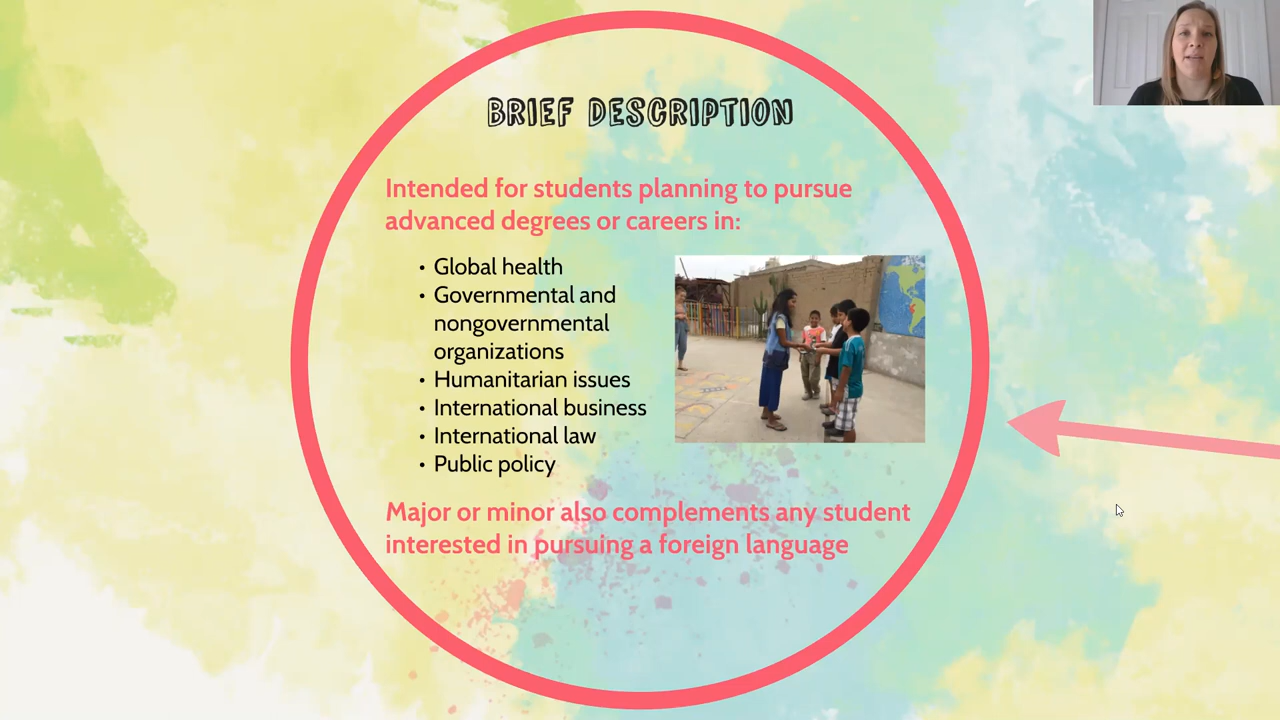 BRIEF DESCRIPTION
Intended for students planning to pursue
advanced degrees or careers in:
• Global health
• Governmental and
nongovernmental
organizations
• Humanitarian issues
• International business
• International law
• Public policy
Major or minor also complements any student
interested in pursuing a foreign language